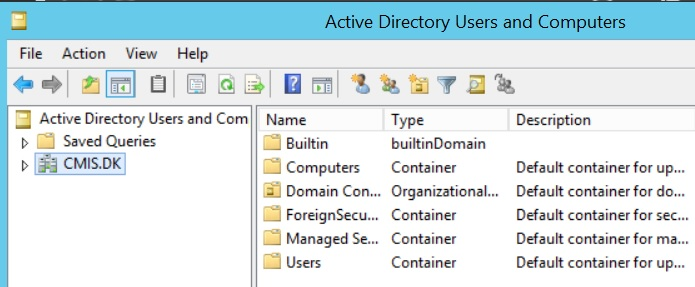 Active Directory Users and Computers
File Action View Help
Active Directory Users and Com
Saved Queries
CMIS.DK
Name Type Description
Builtin builtinDomain
Computers Container Default container for up...
Domain Con... Organizational... Default container for do...
ForeignSecu... Container Default container for sec...
Managed Se... Container Default container for ma...
Users Container Default container for up...